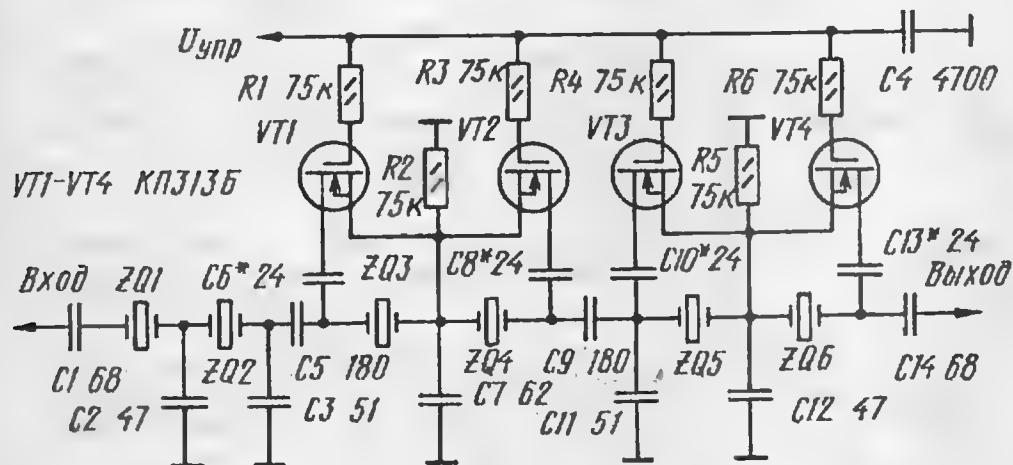 Uупр
R1 75к
R3 75к
R4 75к
R6 75к
C4 4700
VT1
VT2
VT3
VT4
R2
75к
R5
75к
VT1-VT4 КП313Б
Вход
ZQ1
C6* 24
ZQ3
C8* 24
C10* 24
C13* 24
Выход
C1 68
ZQ2
C5 180
ZQ4
C9 180
ZQ5
ZQ6
C14 68
C2 47
C3 51
C7 62
C11 51
C12 47